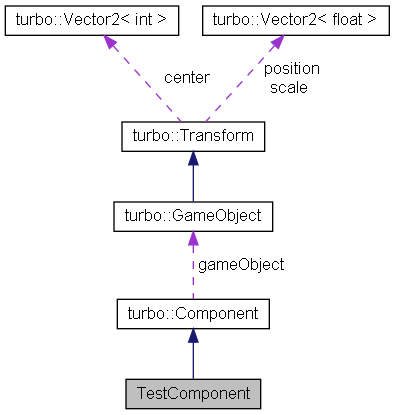 turbo::Vector2< int >
turbo::Vector2< float >
center
position
scale
turbo::Transform
turbo::GameObject
gameObject
turbo::Component
TestComponent